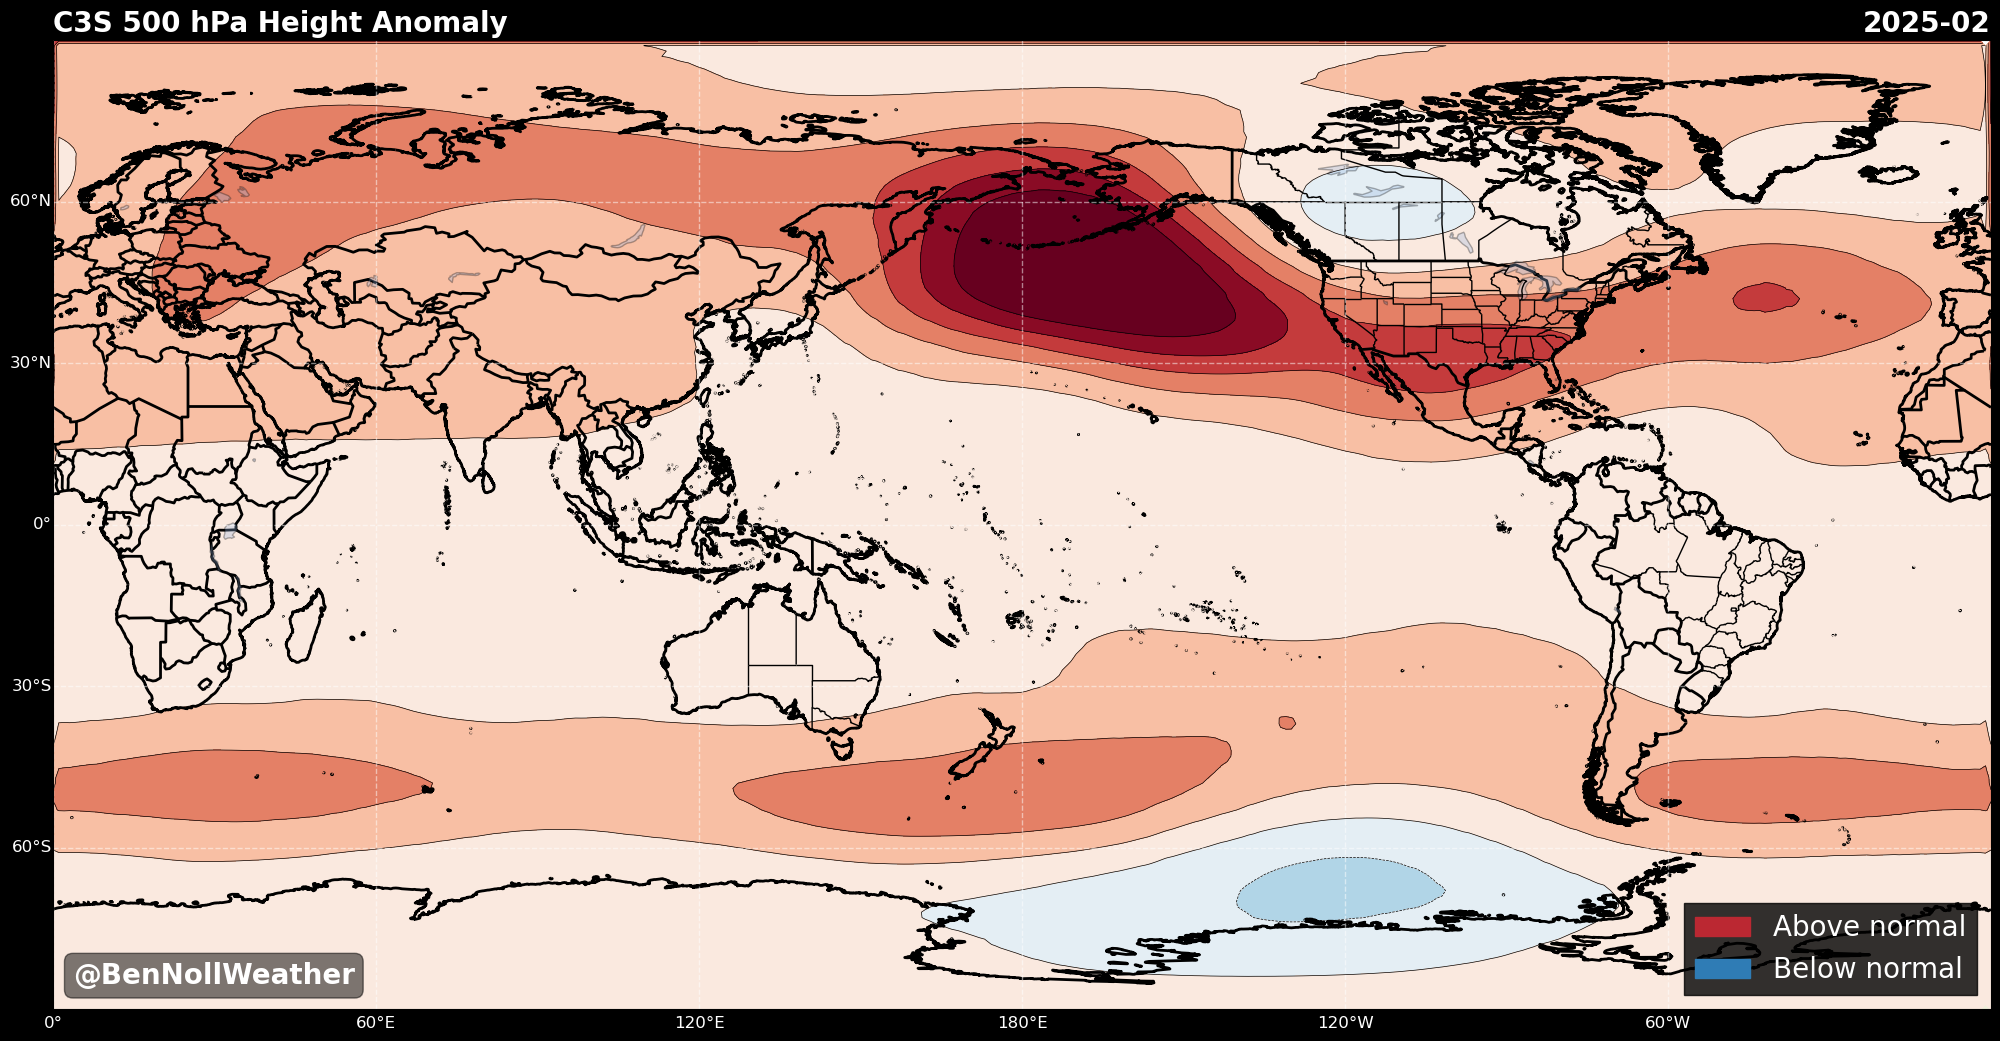 C3S 500 hPa Height Anomaly
2025-02
60°N
30°N
0°
30°S
60°S
0°
60°E
120°E
180°E
120°W
60°W
@BenNollWeather
Above normal
Below normal